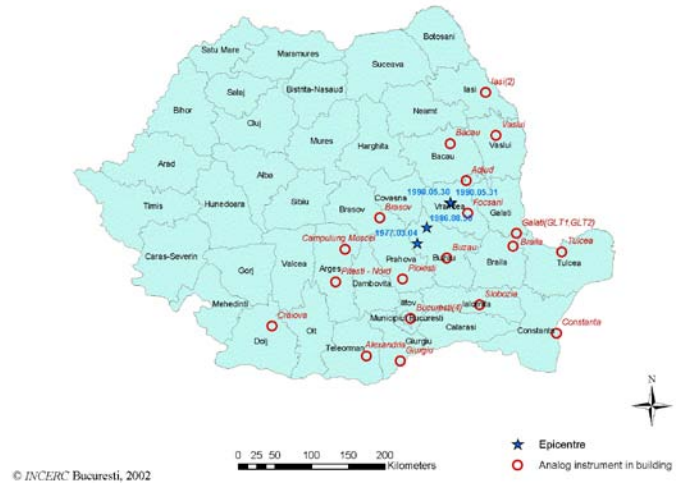 Botosani
Satu Mare
Maramures
Suceava
Iasi(2)
Iasi
Salaj
Bistrita-Nasaud
Neamt
Bihor
Cluj
Vaslui
Bacau
Mures
Harghita
Vaslui
Bacau
Arad
Alba
Adjud
1990.05.30 1990.05.31
Covasna
Vrancea
Timis
Hunedoara
Sibiu
Brasov
Brasov
Focsani
Galati
1977.03.04
Galati(GLT1,GLT2)
Campulung Moscel
Braila
Tulcea
Caras-Severin
Valcea
Prahova
Buzau
Buzau
Braila
Tulcea
Gorj
Arges
Pitesti - Nord
Ploiesti
Dambovita
Mehedinti
Ilfov
Slobozia
Ialomita
Bucuresti(4)
Municipiul Bucuresti
Craiova
Calarasi
Constanta
Constanta
Dolj
Olt
Giurgiu
Teleorman
Alexandria
Giurgiu
N
Epicentre
0 25 50 100 150 200
Kilometers
Analog instrument in building
© INCERC Bucuresti, 2002